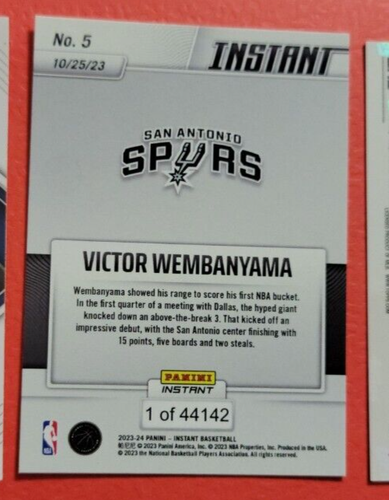 No. 5
10/25/23
INSTANT
SAN ANTONIO
SPURS
VICTOR WEMBANYAMA
Wembanyama showed his range to score his first NBA bucket.
In the first quarter of a meeting with Dallas, the hyped giant
knocked down an above-the-break 3. That kicked off an
impressive debut, with the San Antonio center finishing with
15 points, five boards and two steals.
PANINI
INSTANT
1 of 44142
2023-24 PANINI - INSTANT BASKETBALL
© 2023 Panini America, Inc. © 2023 NBA Properties, Inc. Produced in the USA.
© 2023 the National Basketball Players Association. All rights reserved.
NBA